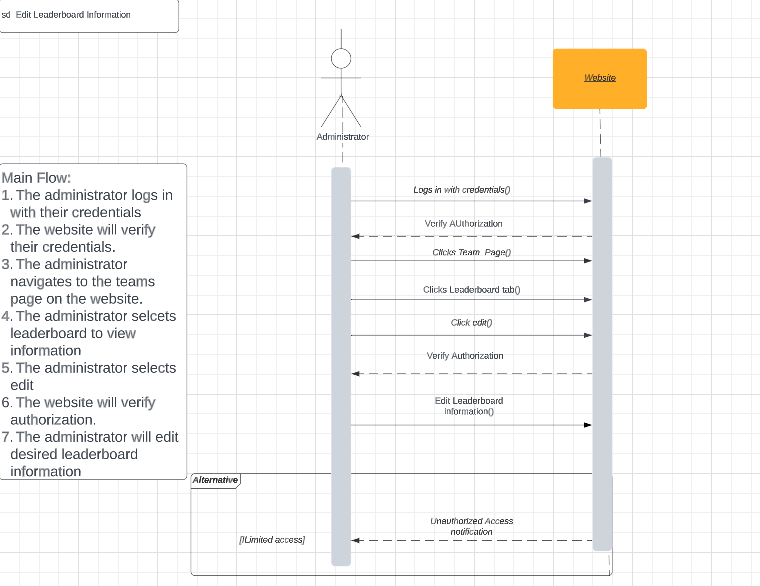 sd Edit Leaderboard Information
Website
Administrator
Main Flow:
1. The administrator logs in
with their credentials
2. The website will verify
their credentials.
3. The administrator
navigates to the teams
page on the website.
4. The administrator selcets
leaderboard to view
information
5. The administrator selects
edit
6. The website will verify
authorization.
7. The administrator will edit
desired leaderboard
information
Logs in with credentials()
Verify AUthorization
Clicks Team_Page()
Clicks Leaderboard tab()
Click edit()
Verify Authorization
Edit Leaderboard
information()
Alternative
Unauthorized Access
notification
[!Limited access]